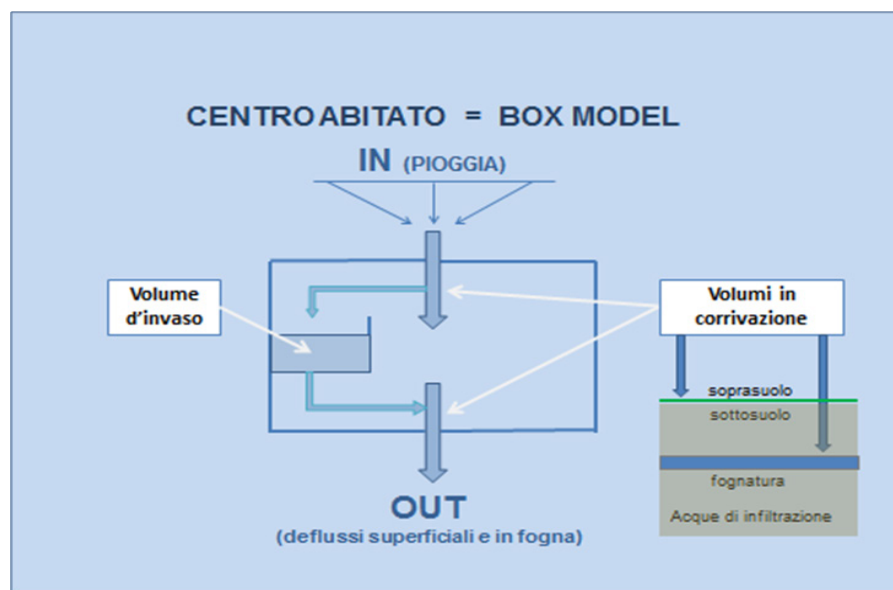 CENTRO ABITATO = BOX MODEL
IN (PIOGGIA)
Volume
d'invaso
Volumi in
corrivazione
soprasuolo
sottosuolo
fognatura
Acque di infiltrazione
OUT
(deflussi superficiali e in fogna)